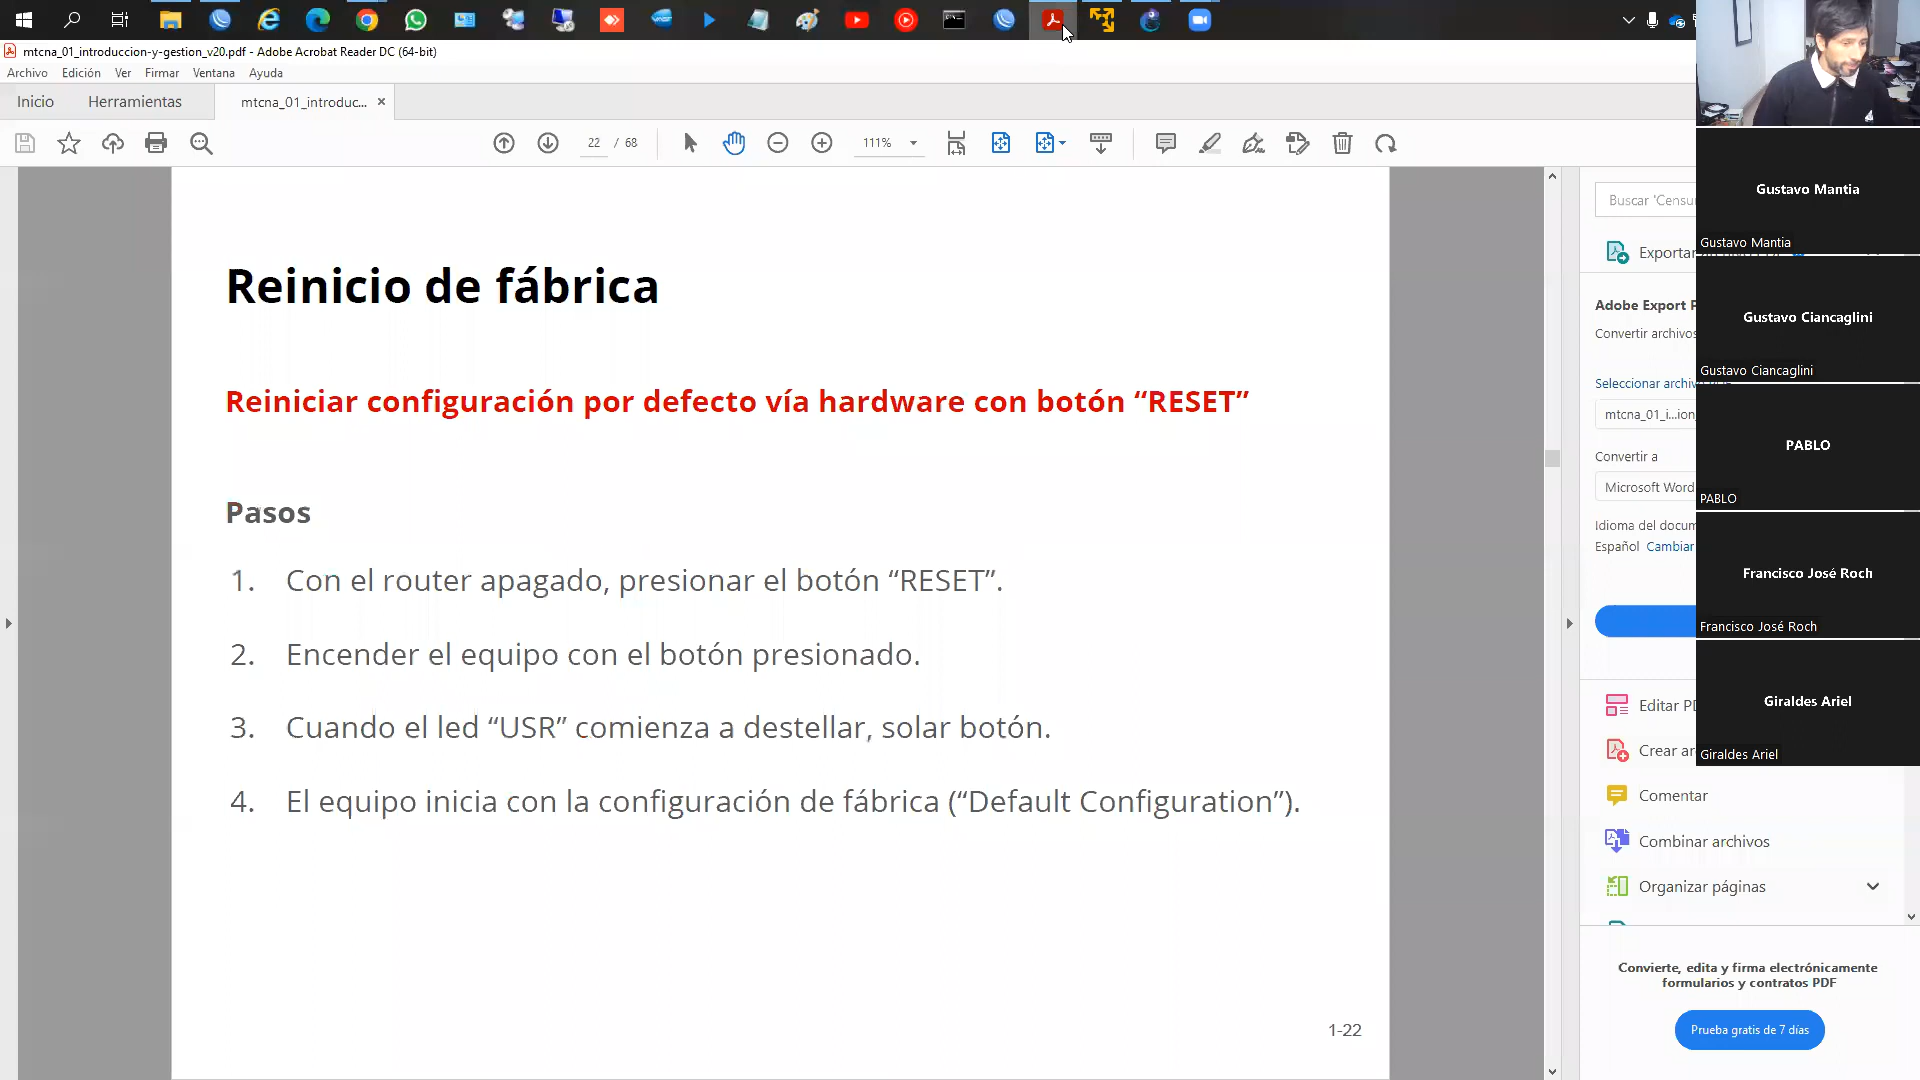 mtcna_01_introduccion-y-gestion_v20.pdf - Adobe Acrobat Reader DC (64-bit)
Archivo Edición Ver Firmar Ventana Ayuda
Inicio Herramientas mtcna_01_introduc... ×
22 / 68 111%
Reinicio de fábrica
Reiniciar configuración por defecto vía hardware con botón “RESET”
Pasos
1. Con el router apagado, presionar el botón “RESET”.
2. Encender el equipo con el botón presionado.
3. Cuando el led “USR” comienza a destellar, solar botón.
4. El equipo inicia con la configuración de fábrica (“Default Configuration”).
1-22
Buscar 'Censu
Exportar
Adobe Export P
Convertir archivos
Seleccionar archiv
mtcna_01_i...ion
Convertir a
Microsoft Word
Idioma del docum
Español Cambiar
Editar PD
Crear ar
Comentar
Combinar archivos
Organizar páginas
Convierte, edita y firma electrónicamente
formularios y contratos PDF
Prueba gratis de 7 días
Gustavo Mantia
Gustavo Mantia
Gustavo Ciancaglini
Gustavo Ciancaglini
PABLO
PABLO
Francisco José Roch
Francisco José Roch
Giraldes Ariel
Giraldes Ariel